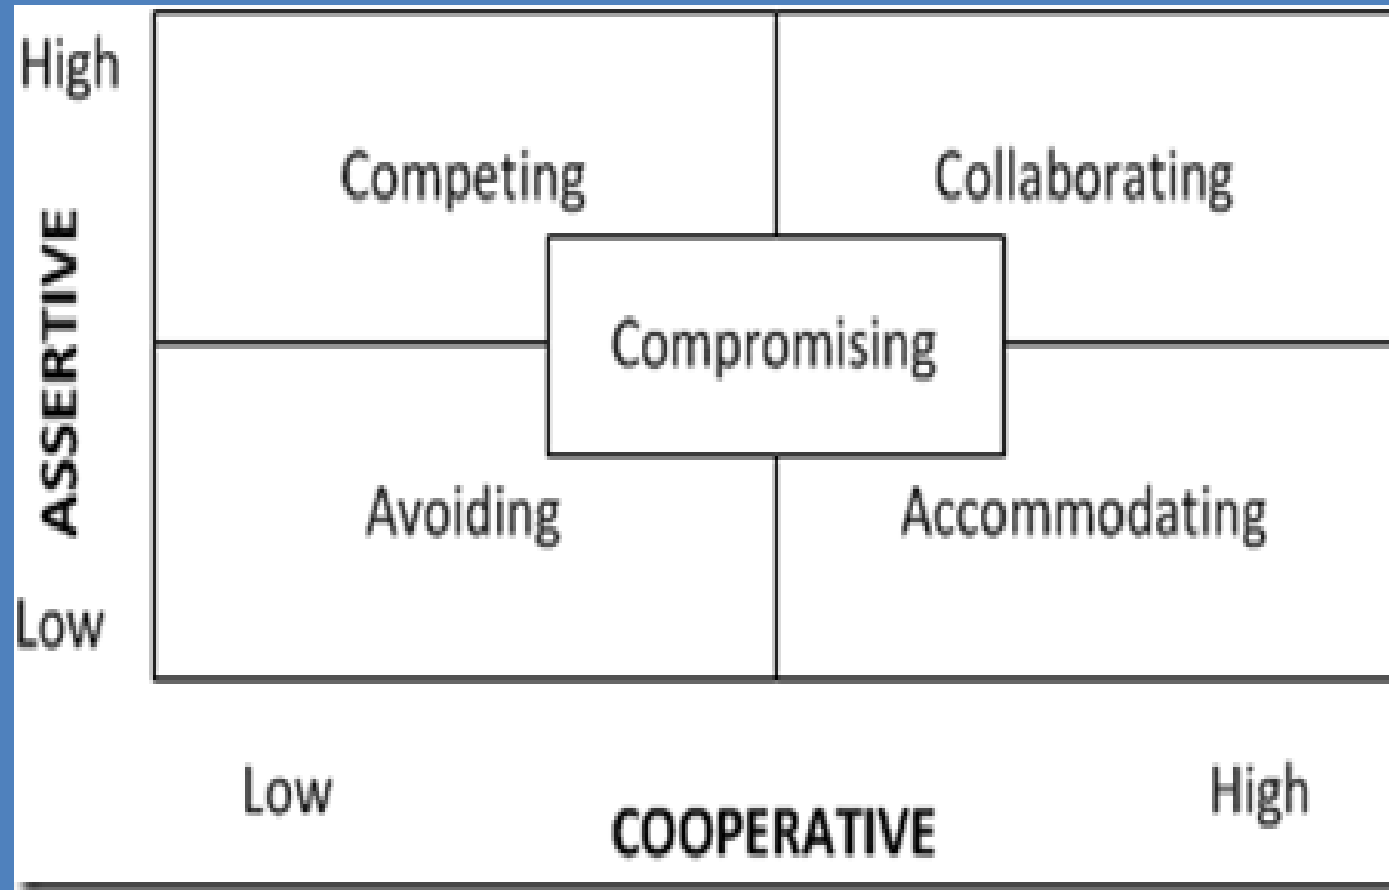 High
Competing
Collaborating
ASSERTIVE
Compromising
Avoiding
Accommodating
Low
Low
High
COOPERATIVE